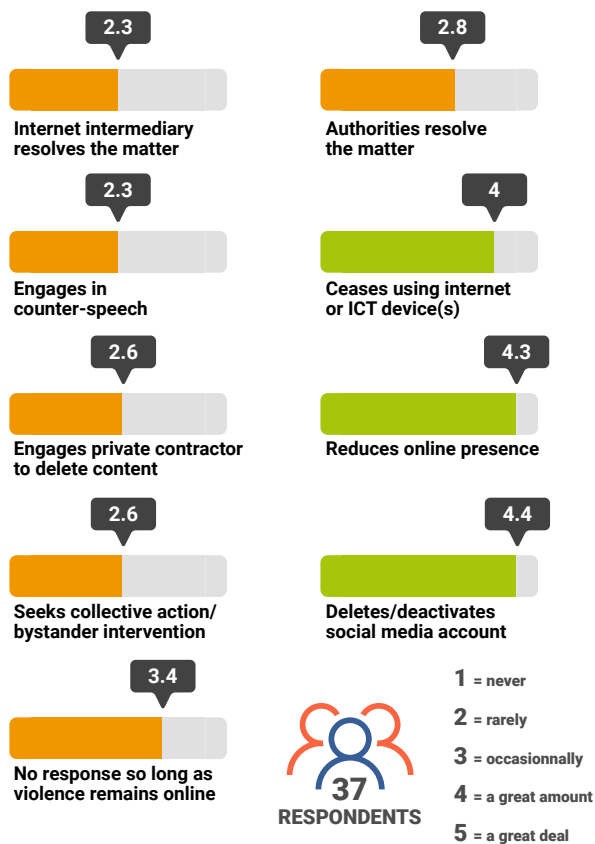 2.3
Internet intermediary
resolves the matter
2.8
Authorities resolve
the matter
2.3
Engages in
counter-speech
4
Ceases using internet
or ICT device(s)
2.6
Engages private contractor
to delete content
4.3
Reduces online presence
2.6
Seeks collective action/
bystander intervention
4.4
Deletes/deactivates
social media account
3.4
No response so long as
violence remains online
37
RESPONDENTS
1 = never
2 = rarely
3 = occasionnally
4 = a great amount
5 = a great deal